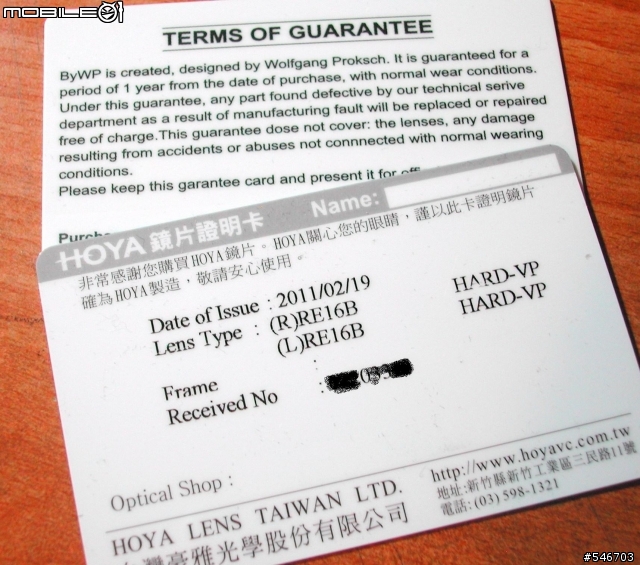 MOBILE01
TERMS OF GUARANTEE
ByWP is created, designed by Wolfgang Proksch. It is guaranteed for a
period of 1 year from the date of purchase, with normal wear conditions.
Under this guarantee, any part found defective by our technical serive
department as a result of manufacturing fault will be replaced or repaired
free of charge.This guarantee dose not cover: the lenses, any damage
resulting from accidents or abuses not connnected with normal wearing
conditions.
Please keep this garantee card and present it for
HOYA 鏡片證明卡 Name:
非常感謝您購買HOYA鏡片。HOYA關心您的眼睛，謹以此卡證明鏡片
確為HOYA製造，敬請安心使用。
Date of Issue : 2011/02/19
Lens Type : (R)RE16B HARD-VP
(L)RE16B HARD-VP
Frame :
Received No :
Optical Shop :
HOYA LENS TAIWAN LTD.
台灣豪雅光學股份有限公司
http://www.hoyavc.com.tw
地址:新竹縣新竹工業區三民路11號
電話: (03) 598-1321
#546703